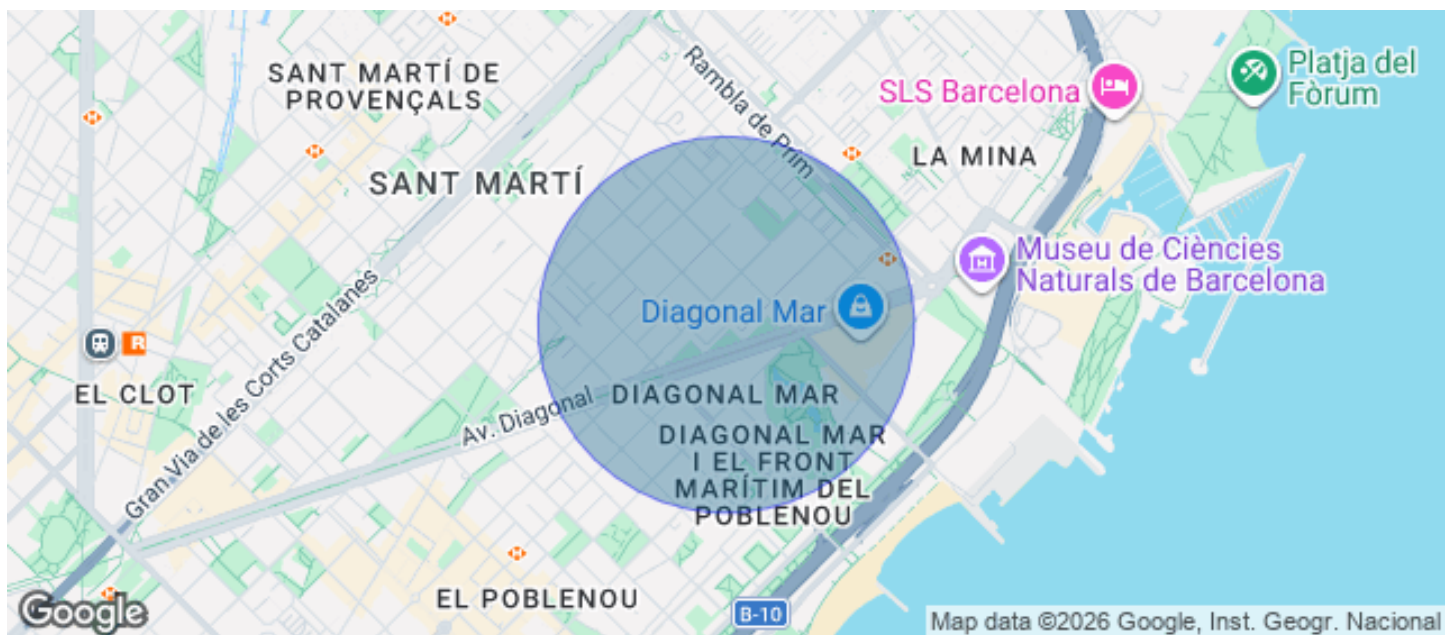 SANT MARTÍ DE
PROVENÇALS
Rambla de Prim
SLS Barcelona
Platja del
Fòrum
SANT MARTÍ
LA MINA
Museu de Ciències
Naturals de Barcelona
Gran Via de les Corts Catalanes
Diagonal Mar
R
EL CLOT
Av. Diagonal
DIAGONAL MAR
DIAGONAL MAR
I EL FRONT
MARÍTIM DEL
POBLENOU
EL POBLENOU
B-10
Google
Map data ©2026 Google, Inst. Geogr. Nacional